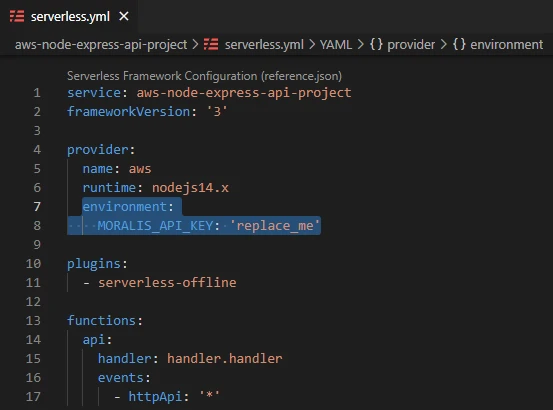 serverless.yml ×
aws-node-express-api-project > serverless.yml > YAML > {} provider > {} environment
Serverless Framework Configuration (reference.json)
1 service: aws-node-express-api-project
2 frameworkVersion: '3'
3
4 provider:
5 name: aws
6 runtime: nodejs14.x
7 environment:
8 MORALIS_API_KEY: 'replace_me'
9
10 plugins:
11 - serverless-offline
12
13 functions:
14 api:
15 handler: handler.handler
16 events:
17 - httpApi: '*'